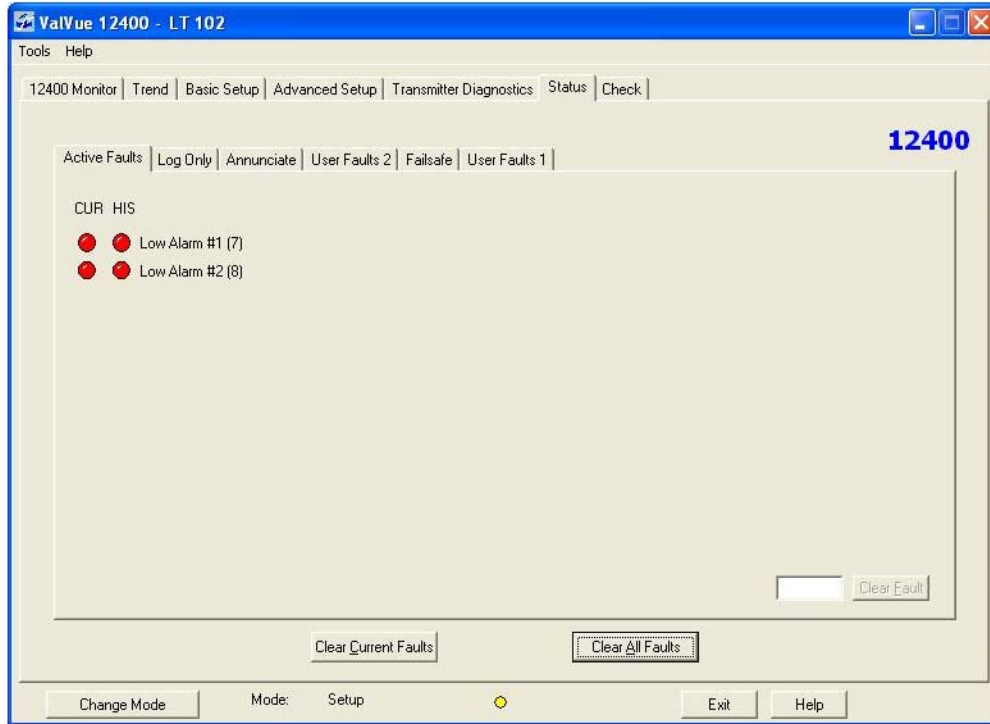 ValVue 12400 - LT 102
Tools Help
12400 Monitor Trend Basic Setup Advanced Setup Transmitter Diagnostics Status Check
12400
Active Faults Log Only Annunciate User Faults 2 Failsafe User Faults 1
CUR HIS
Low Alarm #1 (7)
Low Alarm #2 (8)
Clear Fault
Clear Current Faults Clear All Faults
Change Mode Mode: Setup Exit Help